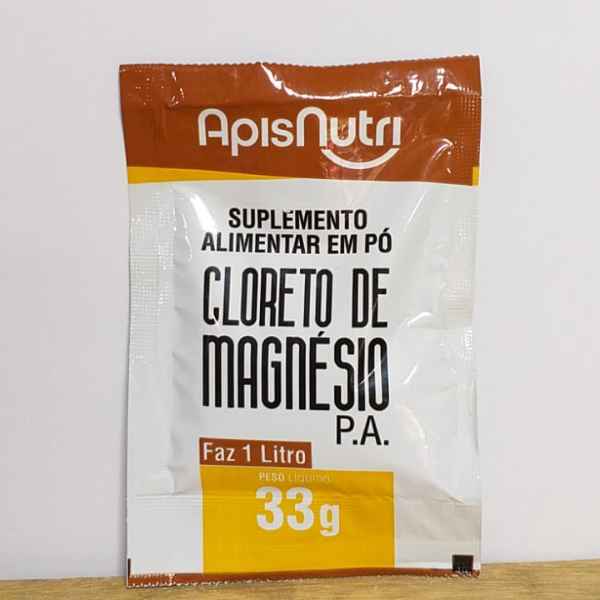 ApisNutri
SUPLEMENTO
ALIMENTAR EM PÓ
CLORETO DE
MAGNÉSIO
P.A.
Faz 1 Litro
PESO Líquido
33g